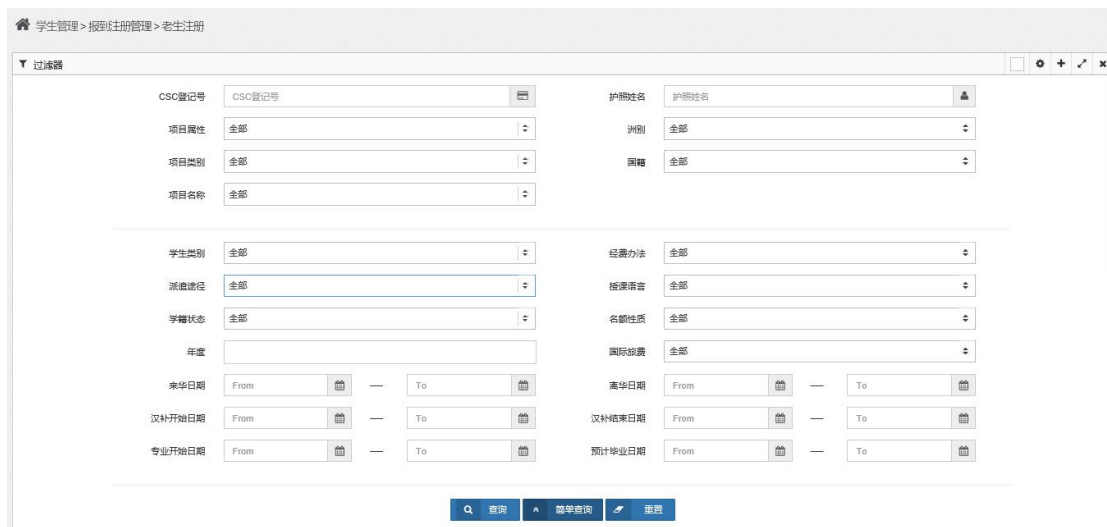 学生管理>报到注册管理>老生注册
过滤器
CSC登记号 CSC登记号 护照姓名 护照姓名
项目属性 全部 洲别 全部
项目类别 全部 国籍 全部
项目名称 全部
学生类别 全部 经费办法 全部
派遣途径 全部 授课语言 全部
学籍状态 全部 名额性质 全部
年度 国际旅费 全部
来华日期 From — To 离华日期 From — To
汉补开始日期 From — To 汉补结束日期 From — To
专业开始日期 From — To 预计毕业日期 From — To
查询 简单查询 重置